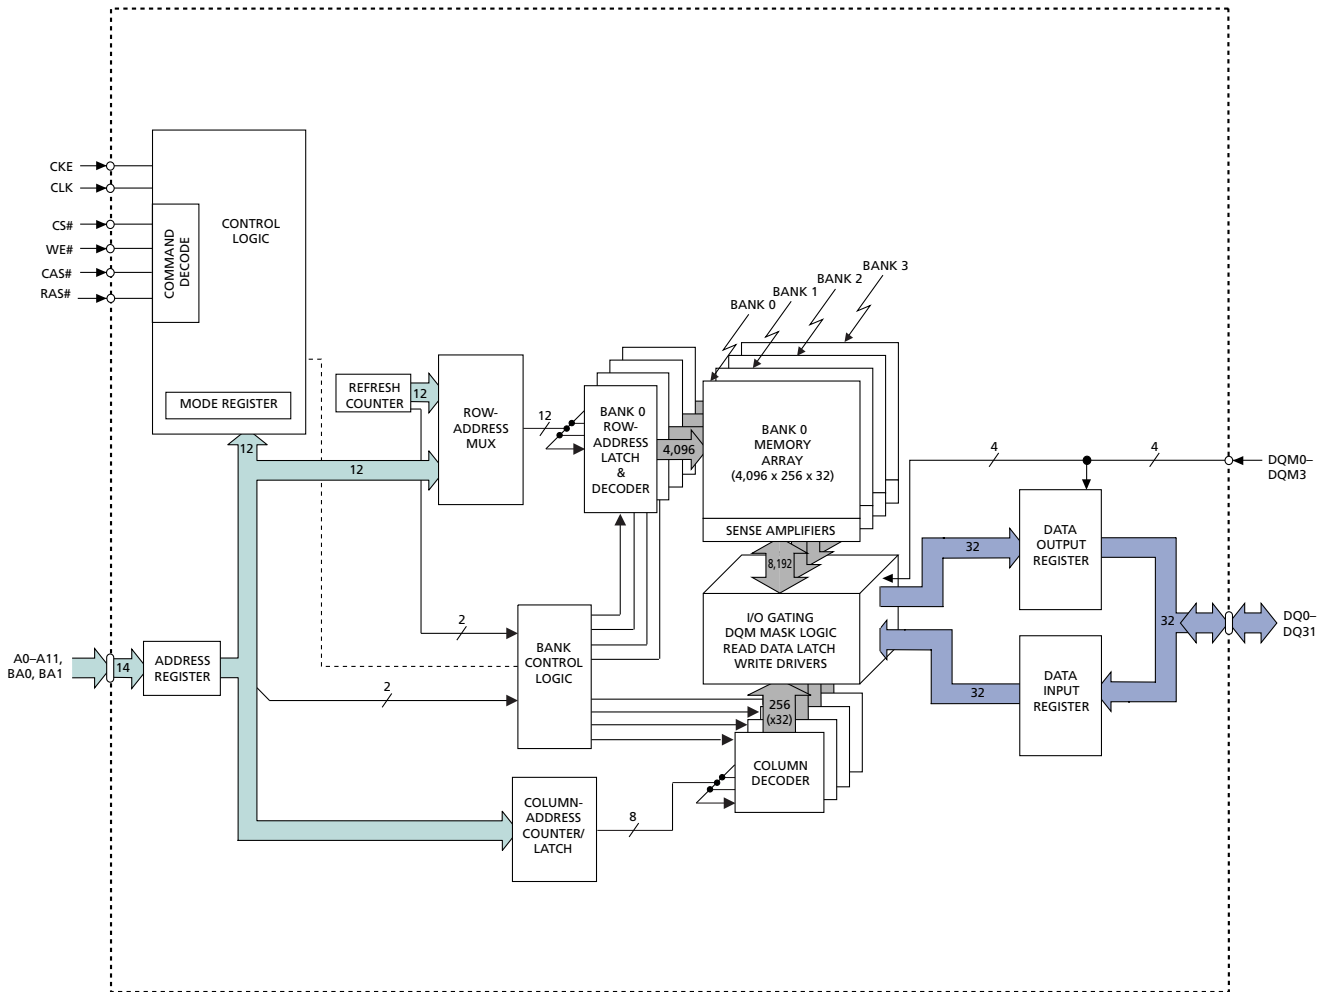 CKE
CLK
CS#
WE#
CAS#
RAS#
COMMAND
DECODE
CONTROL
LOGIC
MODE REGISTER
12
12
REFRESH
COUNTER
12
ROW-
ADDRESS
MUX
12
BANK 0
ROW-
ADDRESS
LATCH
&
DECODER
4,096
BANK 0
BANK 1
BANK 2
BANK 3
BANK 0
MEMORY
ARRAY
(4,096 x 256 x 32)
SENSE AMPLIFIERS
8,192
I/O GATING
DQM MASK LOGIC
READ DATA LATCH
WRITE DRIVERS
256
(x32)
COLUMN
DECODER
4
4
DQM0–
DQM3
32
DATA
OUTPUT
REGISTER
32
DQ0–
DQ31
32
DATA
INPUT
REGISTER
A0–A11,
BA0, BA1
14
ADDRESS
REGISTER
2
2
BANK
CONTROL
LOGIC
COLUMN-
ADDRESS
COUNTER/
LATCH
8